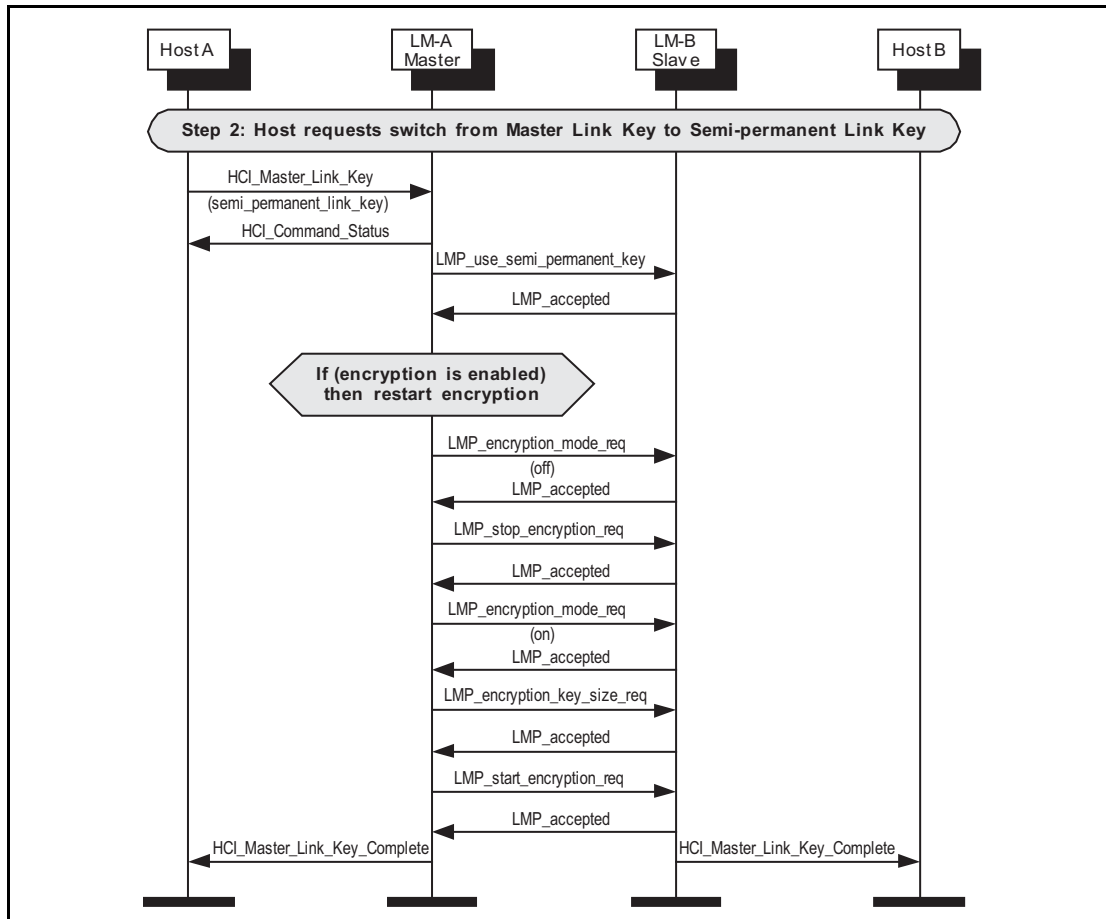 Host A
LM-A
Master
LM-B
Slave
Host B
Step 2: Host requests switch from Master Link Key to Semi-permanent Link Key
HCI_Master_Link_Key
(semi_permanent_link_key)
HCI_Command_Status
LMP_use_semi_permanent_key
LMP_accepted
If (encryption is enabled)
then restart encryption
LMP_encryption_mode_req
(off)
LMP_accepted
LMP_stop_encryption_req
LMP_accepted
LMP_encryption_mode_req
(on)
LMP_accepted
LMP_encryption_key_size_req
LMP_accepted
LMP_start_encryption_req
LMP_accepted
HCI_Master_Link_Key_Complete
HCI_Master_Link_Key_Complete